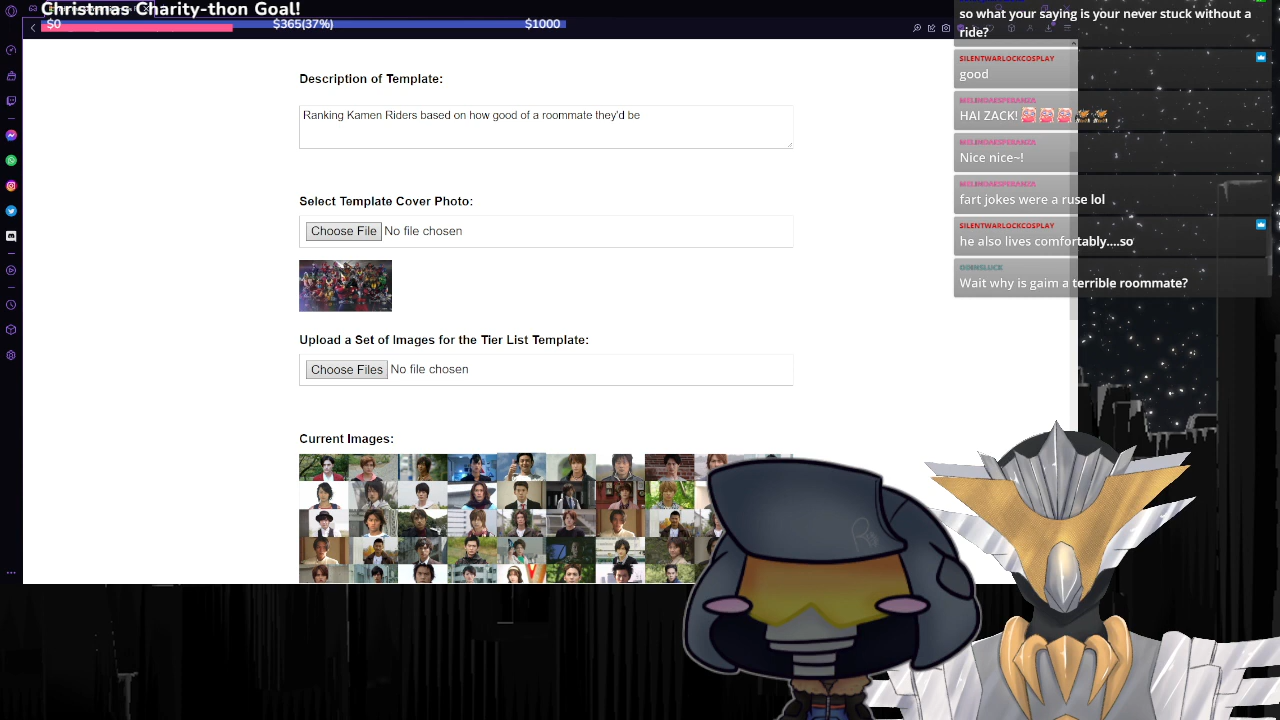 Christmas Charity-thon Goal!
$0
$365(37%)
$1000
Description of Template:
Ranking Kamen Riders based on how good of a roommate they'd be
Select Template Cover Photo:
Choose File No file chosen
Upload a Set of Images for the Tier List Template:
Choose Files No file chosen
Current Images:
so what your saying is your never stuck without a
ride?
SILENTWARLOCKCOSPLAY
good
MELINDAESPERANZA
HAI ZACK!
MELINDAESPERANZA
Nice nice~!
MELINDAESPERANZA
fart jokes were a ruse lol
SILENTWARLOCKCOSPLAY
he also lives comfortably....so
ODINSLUCK
Wait why is gaim a terrible roommate?